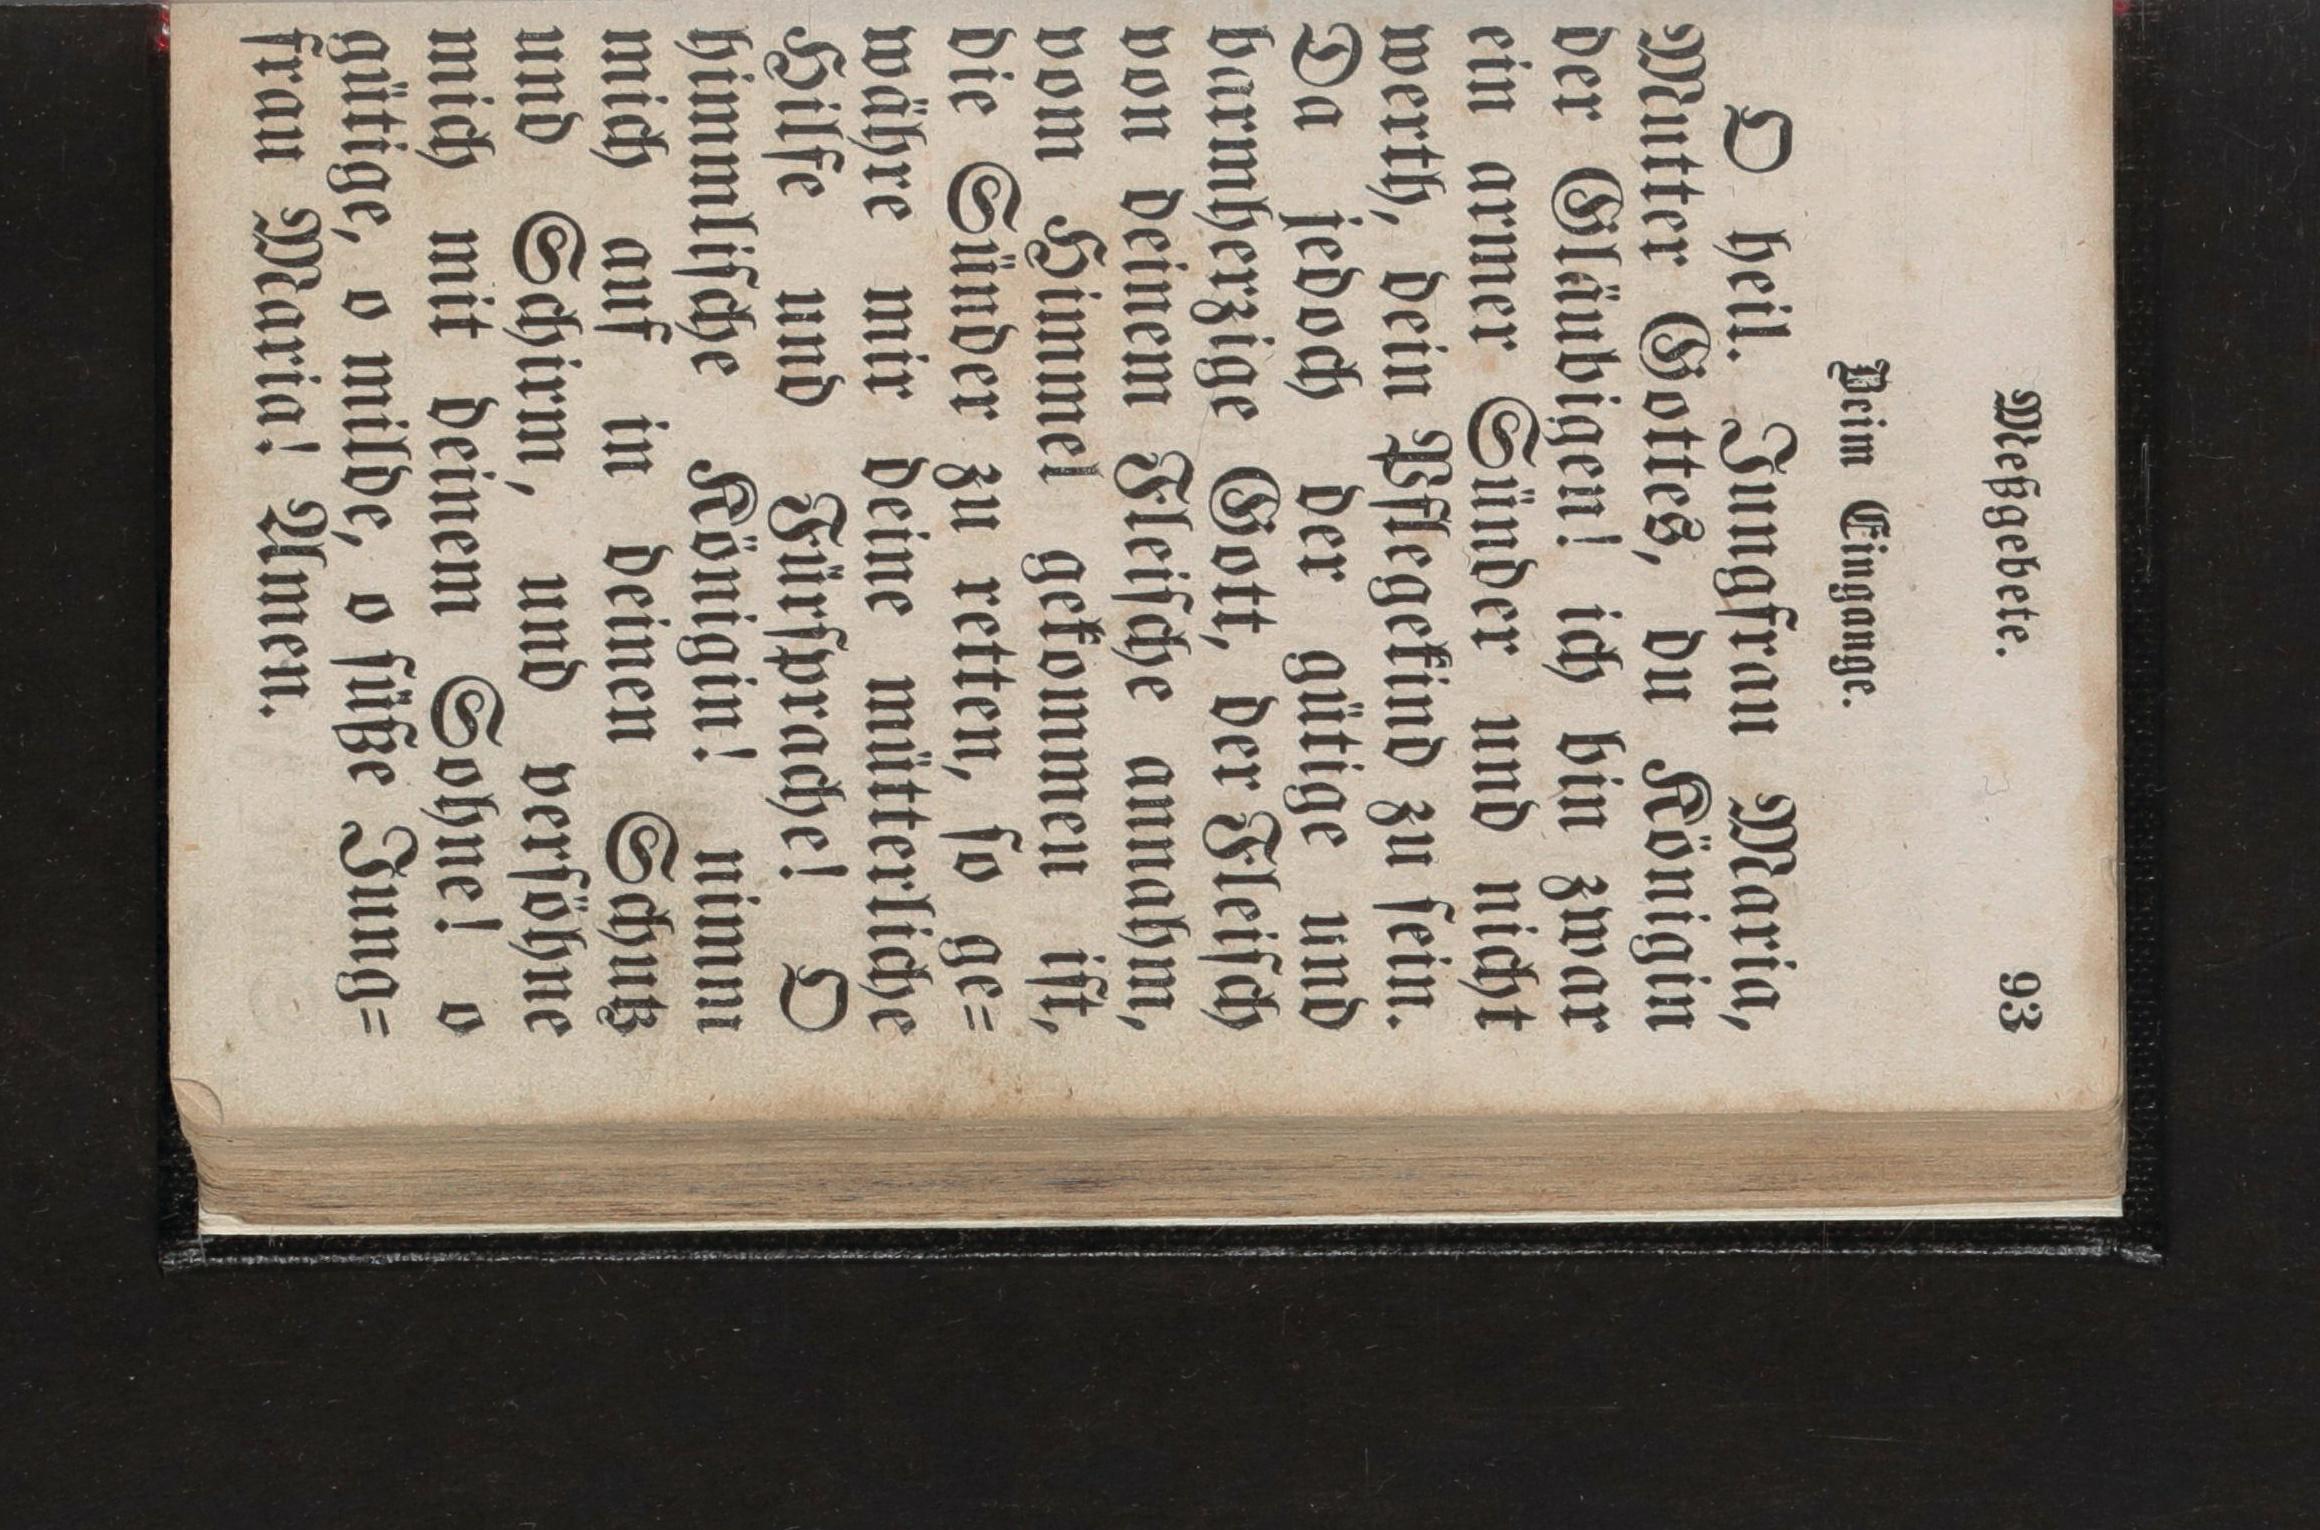 Meßgebete. 93
Beim Eingange.
O heil. Jungfrau Maria,
Mutter Gottes, du Königin
der Gläubigen! ich bin zwar
ein armer Sünder und nicht
werth, dein Pflegekind zu sein.
Da jedoch der gütige und
barmherzige Gott, der Fleisch
von deinem Fleische annahm,
vom Himmel gekommen ist,
die Sünder zu retten, so ge=
währe mir deine mütterliche
Hilfe und Fürsprache! O
himmlische Königin! nimm
mich auf in deinen Schutz
und Schirm, und versöhne
mich mit deinem Sohne! o
gütige, o milde, o süße Jung=
frau Maria! Amen.